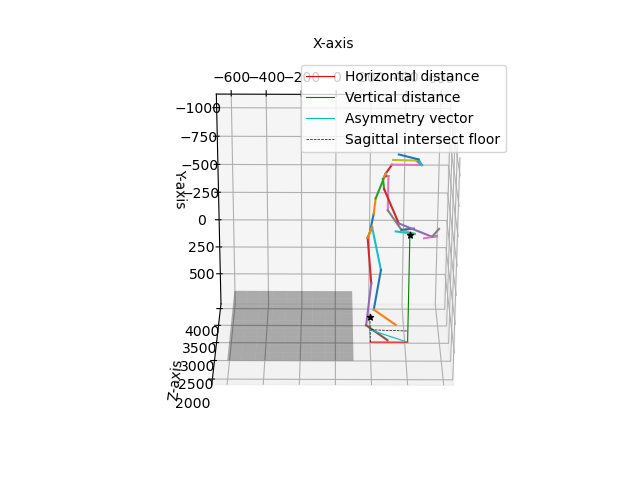 X-axis
−600 −400 −200 0
Horizontal distance
Vertical distance
Asymmetry vector
Sagittal intersect floor
−1000
−750
−500
Y-axis
−250
0
250
500
4000
3500
3000
2500
2000
Z-axis